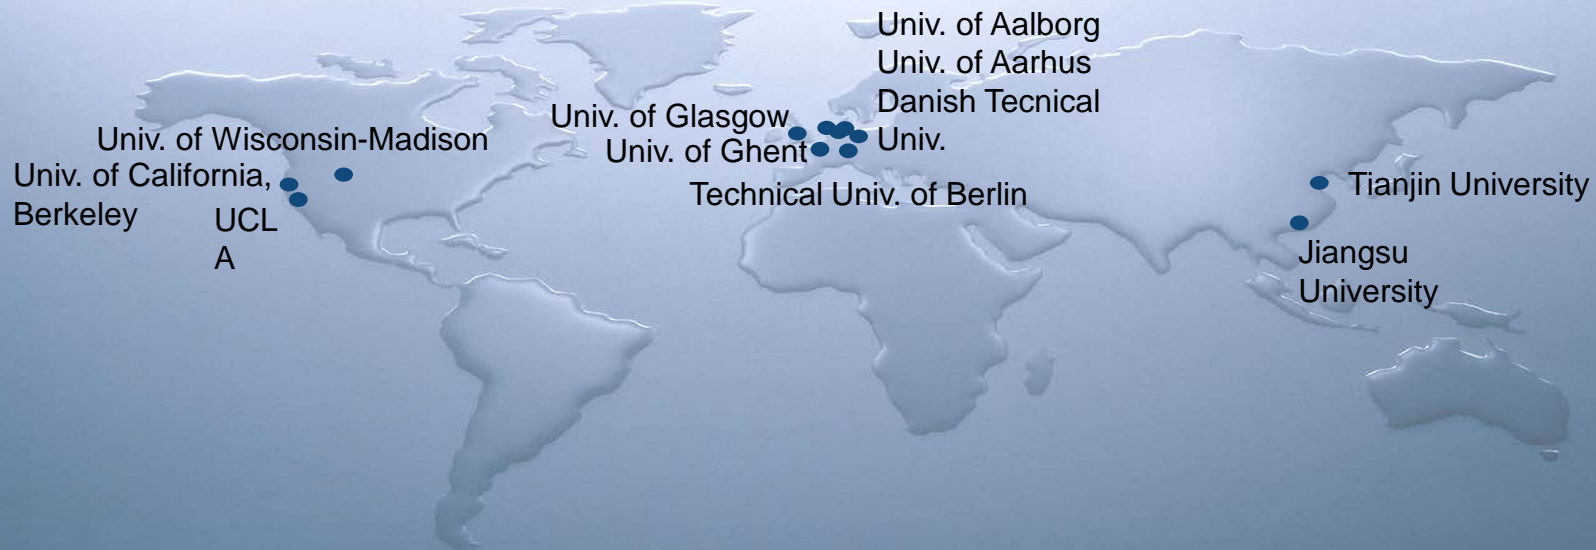 Univ. of Aalborg
Univ. of Aarhus
Danish Tecnical
Univ.
Univ. of Glasgow
Univ. of Ghent
Technical Univ. of Berlin
Univ. of Wisconsin-Madison
Univ. of California,
Berkeley
UCL
A
Tianjin University
Jiangsu
University